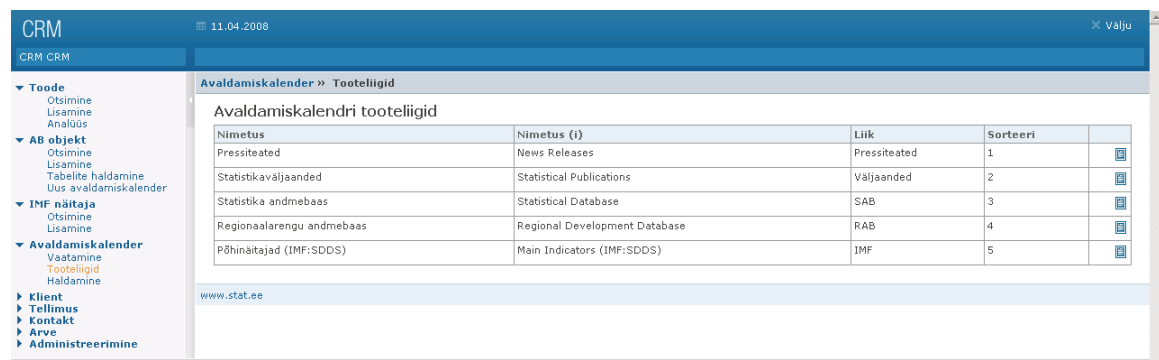 CRM
11.04.2008
Välju
CRM CRM
Toode
Otsimine
Lisamine
Analüüs
AB objekt
Otsimine
Lisamine
Tabelite haldamine
Uus avaldamiskalender
IMF näitaja
Otsimine
Lisamine
Avaldamiskalender
Vaatamine
Tooteliigid
Haldamine
Klient
Tellimus
Kontakt
Arve
Administreerimine
Avaldamiskalender » Tooteliigid
Avaldamiskalendri tooteliigid
Nimetus Nimetus (i) Liik Sorteeri
Pressiteated News Releases Pressiteated 1
Statistikaväljaanded Statistical Publications Väljaanded 2
Statistika andmebaas Statistical Database SAB 3
Regionaalarengu andmebaas Regional Development Database RAB 4
Põhinäitajad (IMF:SDDS) Main Indicators (IMF:SDDS) IMF 5
www.stat.ee